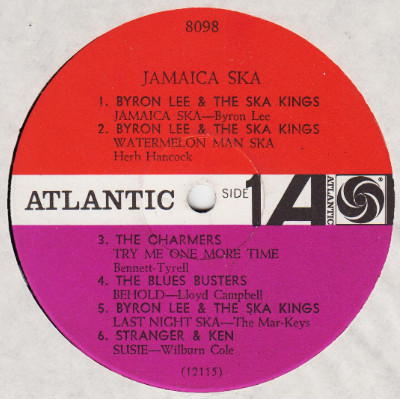 8098
JAMAICA SKA
1. BYRON LEE & THE SKA KINGS
JAMAICA SKA—Byron Lee
2. BYRON LEE & THE SKA KINGS
WATERMELON MAN SKA
Herb Hancock
ATLANTIC SIDE 1 A ATLANTIC
3. THE CHARMERS
TRY ME ONE MORE TIME
Bennett-Tyrell
4. THE BLUES BUSTERS
BEHOLD—Lloyd Campbell
5. BYRON LEE & THE SKA KINGS
LAST NIGHT SKA—The Mar-Keys
6. STRANGER & KEN
SUSIE—Wilburn Cole
(12115)